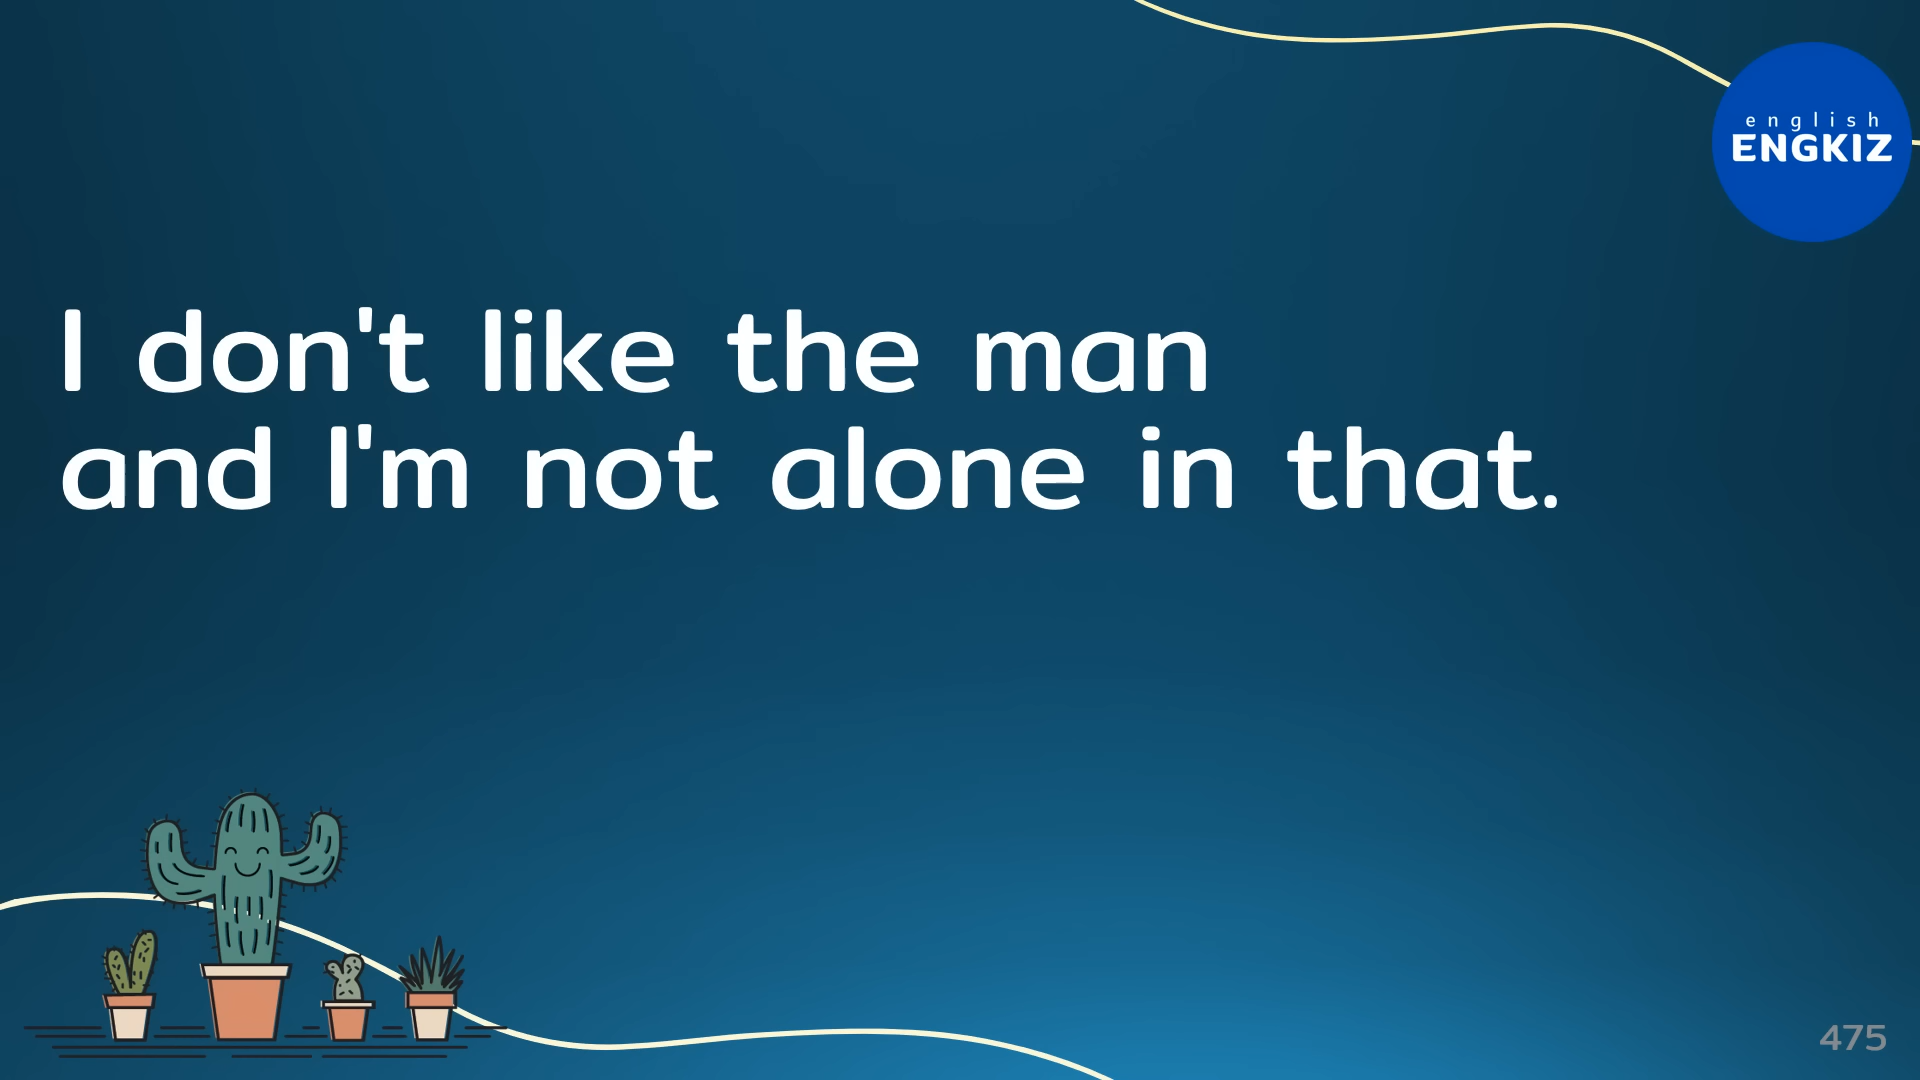 english
ENGKIZ
I don't like the man
and I'm not alone in that.
475